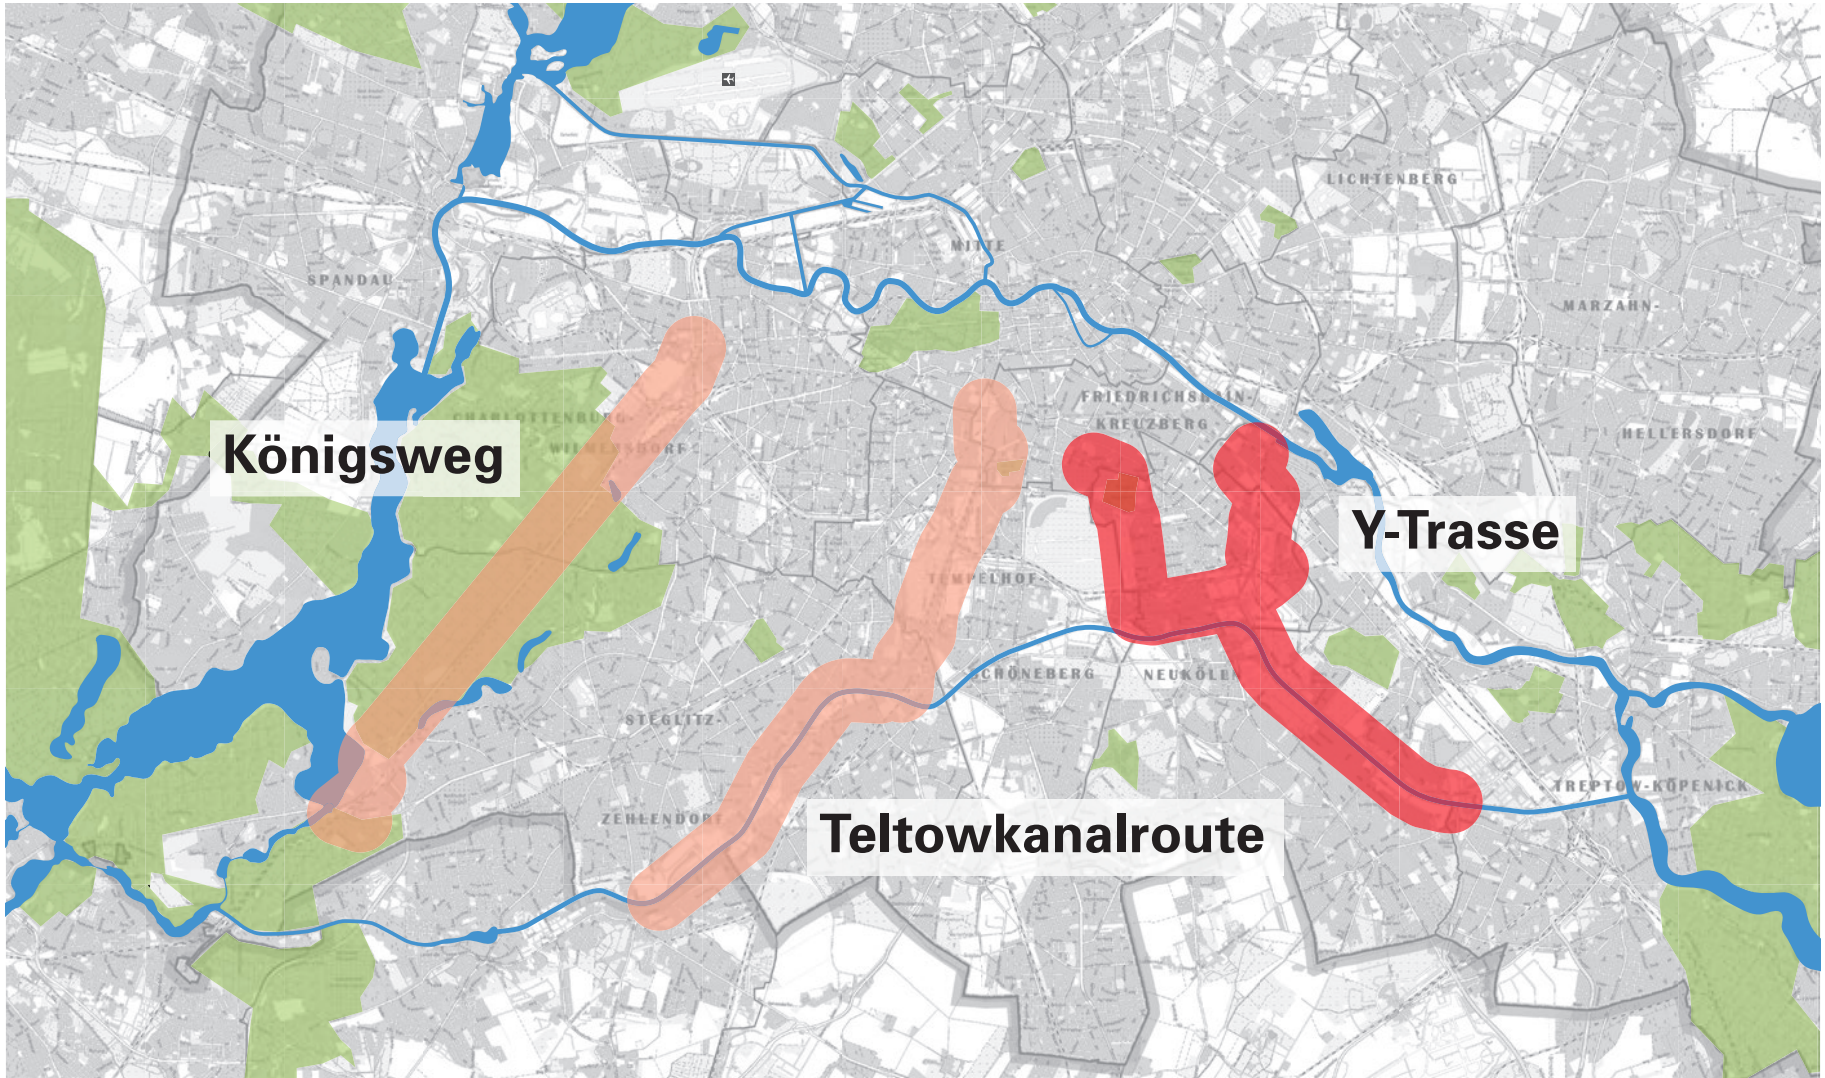 LICHTENBERG
MITTE
SPANDAU
MARZAHN-
FRIEDRICHSHAIN-
KREUZBERG
CHARLOTTENBURG-
WILMERSDORF
HELLERSDORF
Königsweg
Y-Trasse
TEMPELHOF-
SCHÖNEBERG
NEUKÖLLN
STEGLITZ-
ZEHLENDORF
TREPTOW-KÖPENICK
Teltowkanalroute